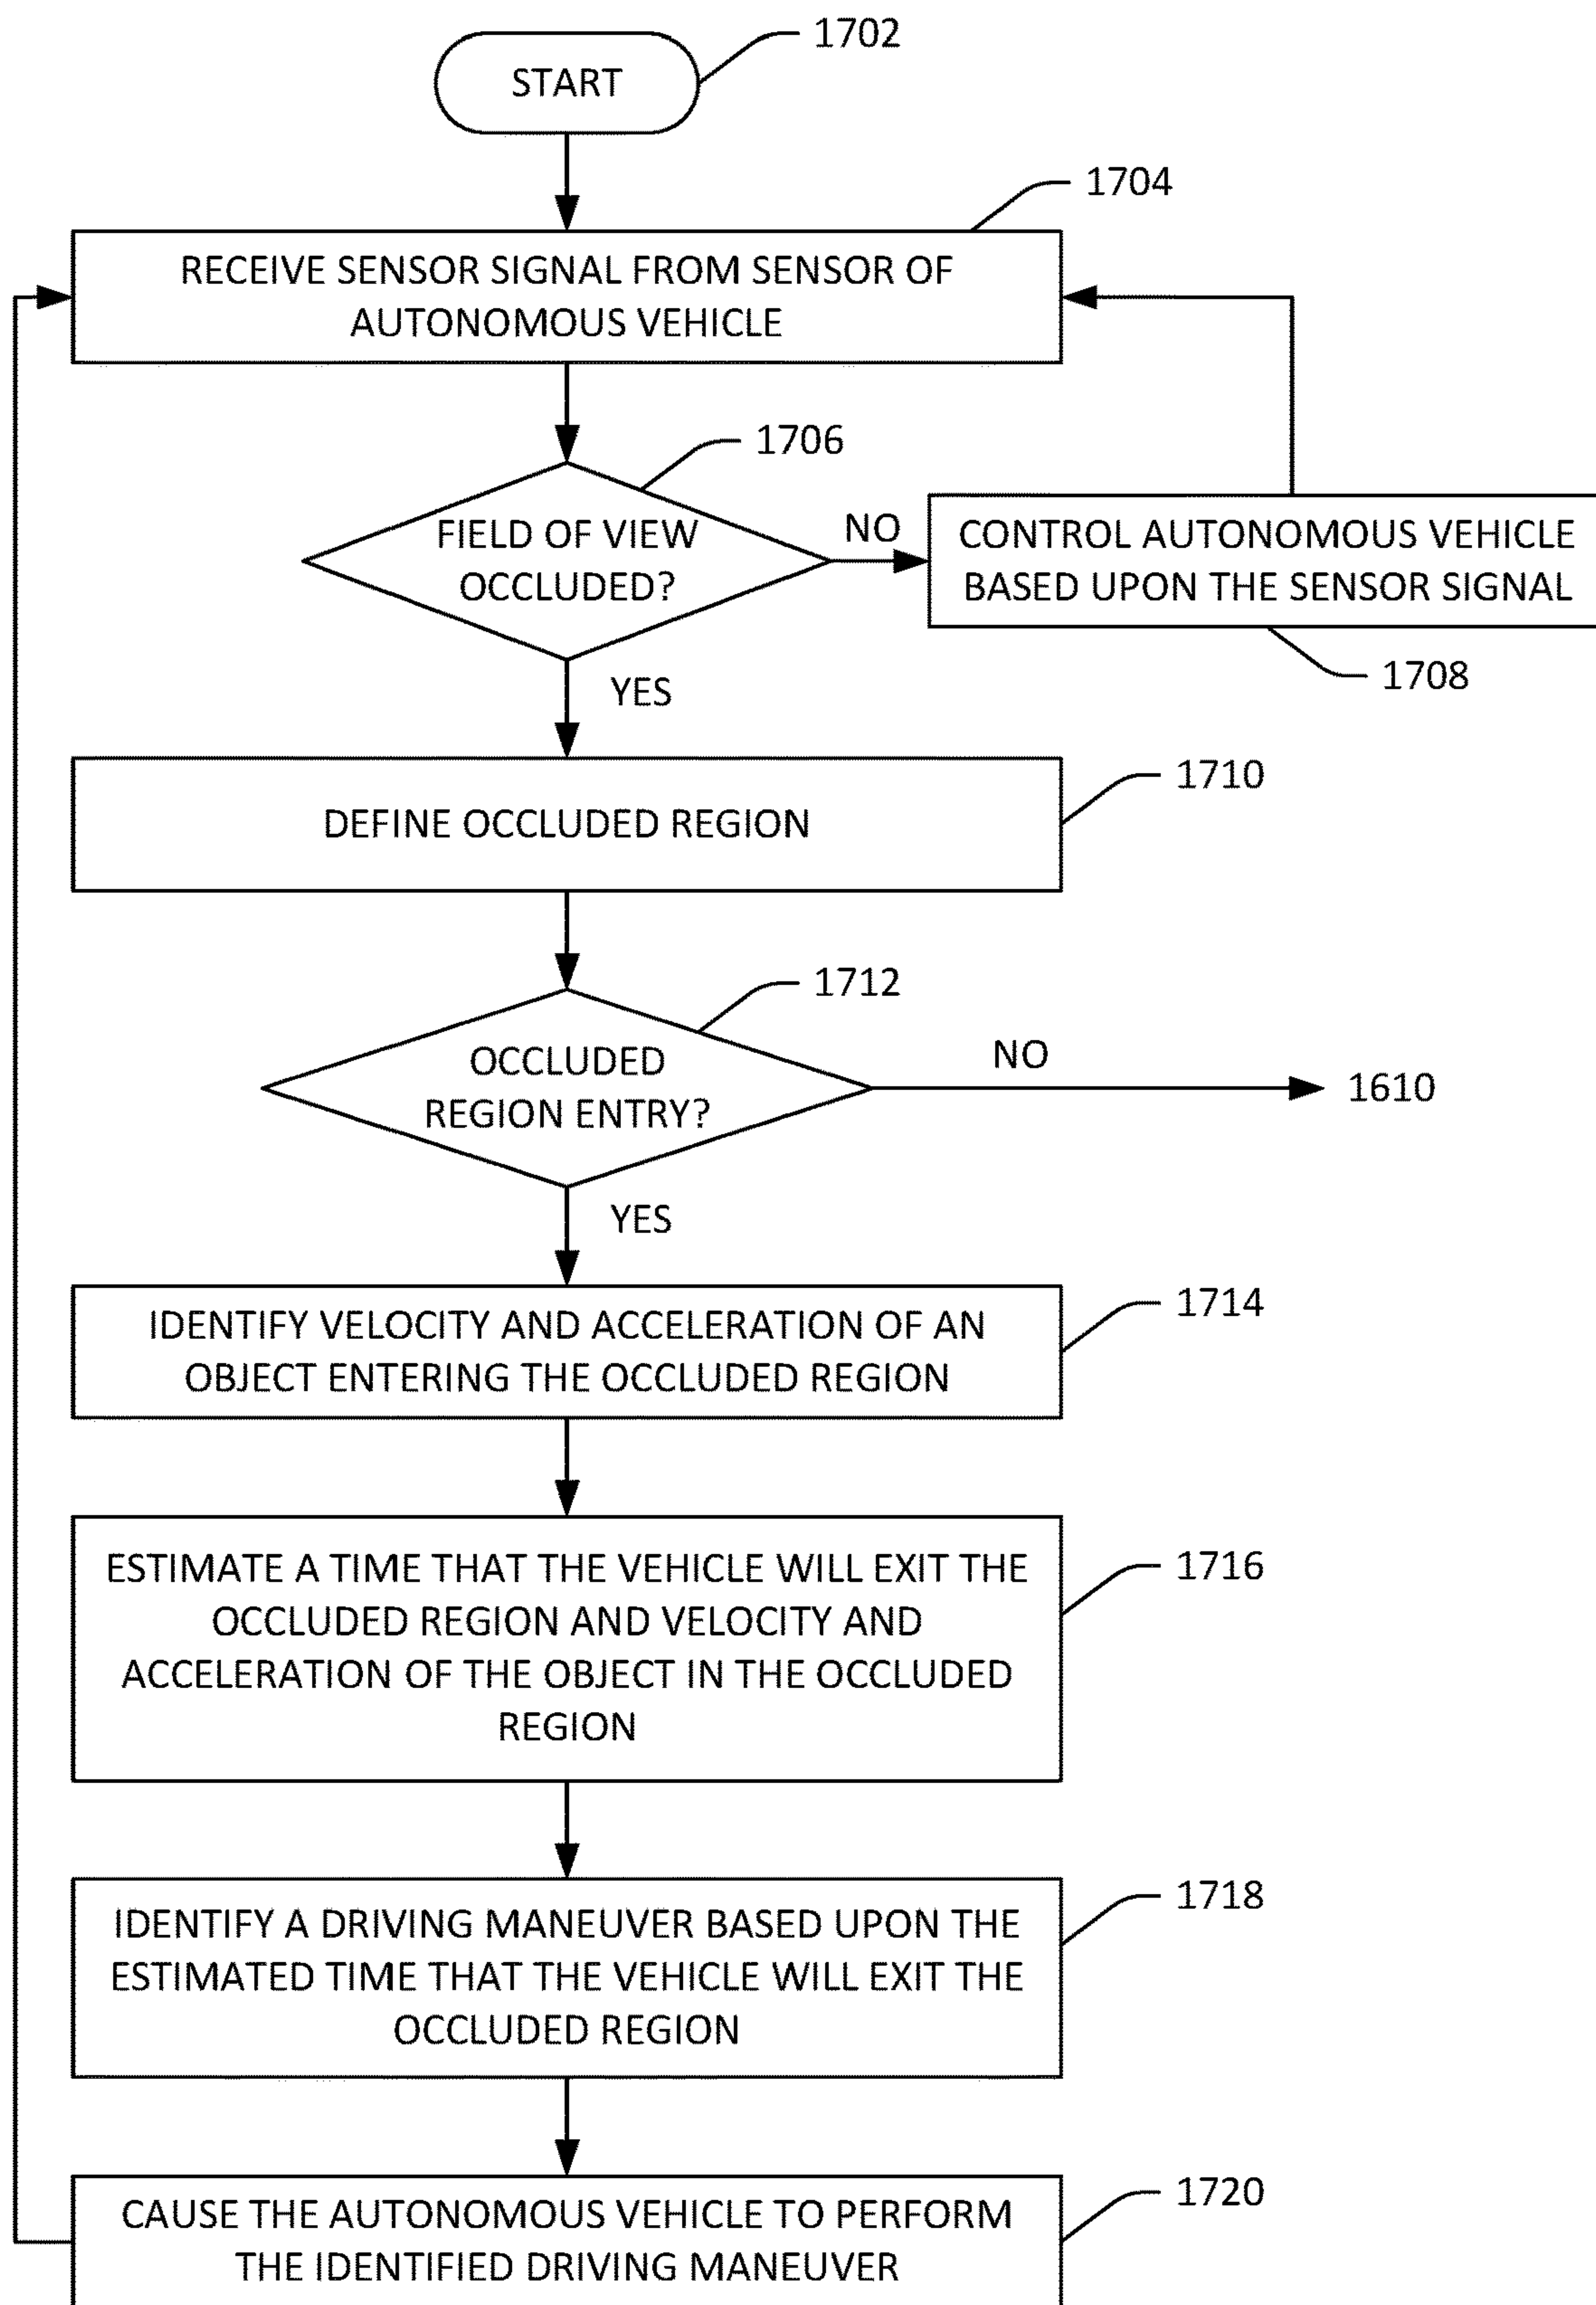 1702
START
1704
RECEIVE SENSOR SIGNAL FROM SENSOR OF
AUTONOMOUS VEHICLE
1706
FIELD OF VIEW
OCCLUDED?
NO
CONTROL AUTONOMOUS VEHICLE
BASED UPON THE SENSOR SIGNAL
1708
YES
1710
DEFINE OCCLUDED REGION
1712
OCCLUDED
REGION ENTRY?
NO
1610
YES
1714
IDENTIFY VELOCITY AND ACCELERATION OF AN
OBJECT ENTERING THE OCCLUDED REGION
1716
ESTIMATE A TIME THAT THE VEHICLE WILL EXIT THE
OCCLUDED REGION AND VELOCITY AND
ACCELERATION OF THE OBJECT IN THE OCCLUDED
REGION
1718
IDENTIFY A DRIVING MANEUVER BASED UPON THE
ESTIMATED TIME THAT THE VEHICLE WILL EXIT THE
OCCLUDED REGION
1720
CAUSE THE AUTONOMOUS VEHICLE TO PERFORM
THE IDENTIFIED DRIVING MANEUVER